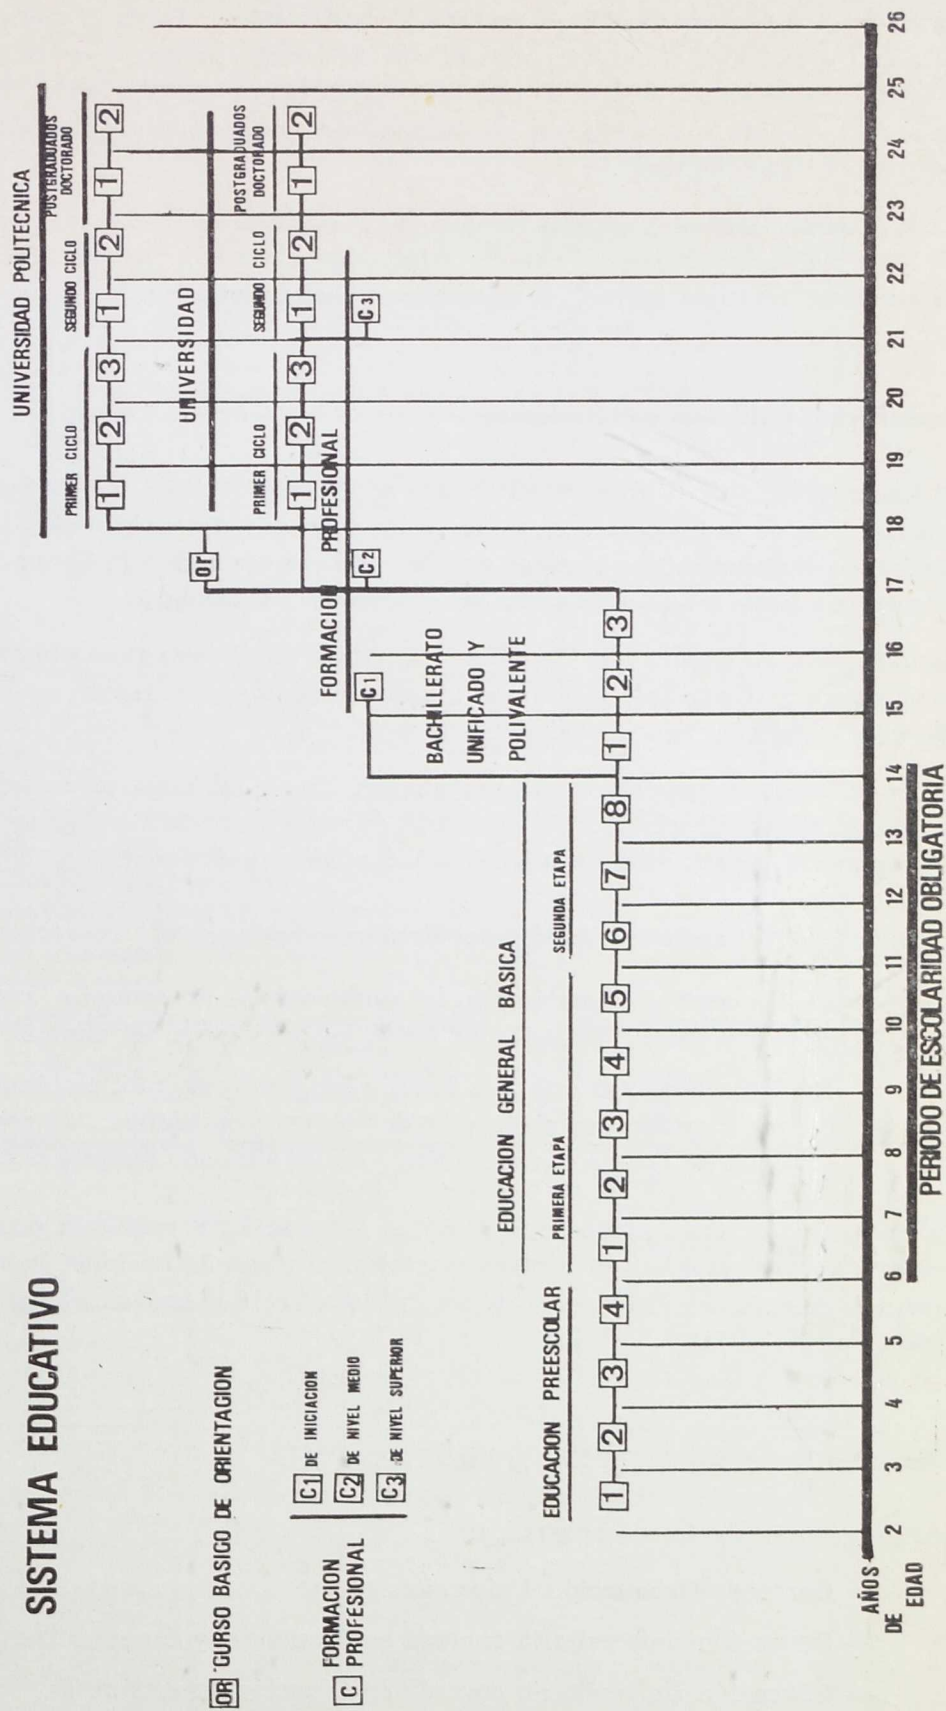 SISTEMA EDUCATIVO
OR CURSO BASICO DE ORIENTACION
C FORMACION
PROFESIONAL
C1 DE INICIACION
C2 DE NIVEL MEDIO
C3 DE NIVEL SUPERIOR
UNIVERSIDAD POLITECNICA
PRIMER CICLO
SEGUNDO CICLO
POSTGRADUADOS
DOCTORADO
1 2 3 1 2 1 2
UNIVERSIDAD
PRIMER CICLO
SEGUNDO CICLO
POSTGRADUADOS
DOCTORADO
or
1 2 3 1 2 1 2
FORMACION PROFESIONAL
C1 C2 C3
BACHILLERATO
UNIFICADO Y
POLIVALENTE
EDUCACION GENERAL BASICA
EDUCACION PREESCOLAR
PRIMERA ETAPA
SEGUNDA ETAPA
1 2 3 4 1 2 3 4 5 6 7 8 1 2 3
AÑOS
DE
EDAD
2 3 4 5 6 7 8 9 10 11 12 13 14 15 16 17 18 19 20 21 22 23 24 25 26
PERIODO DE ESCOLARIDAD OBLIGATORIA